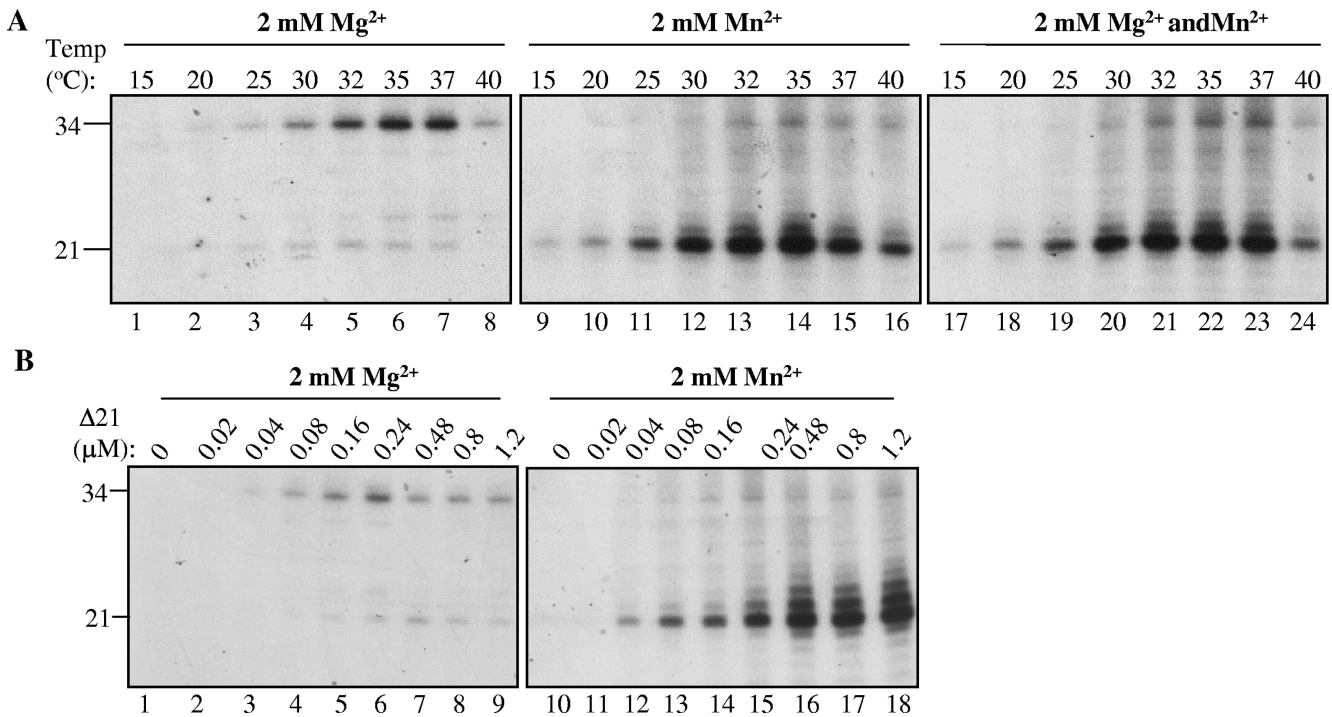 A
2 mM Mg²⁺
2 mM Mn²⁺
2 mM Mg²⁺ andMn²⁺
Temp
(°C):
15 20 25 30 32 35 37 40
15 20 25 30 32 35 37 40
15 20 25 30 32 35 37 40
34
21
1 2 3 4 5 6 7 8
9 10 11 12 13 14 15 16
17 18 19 20 21 22 23 24
B
2 mM Mg²⁺
2 mM Mn²⁺
Δ21
(μM):
0 0.02 0.04 0.08 0.16 0.24 0.48 0.8 1.2
0 0.02 0.04 0.08 0.16 0.24 0.48 0.8 1.2
34
21
1 2 3 4 5 6 7 8 9
10 11 12 13 14 15 16 17 18